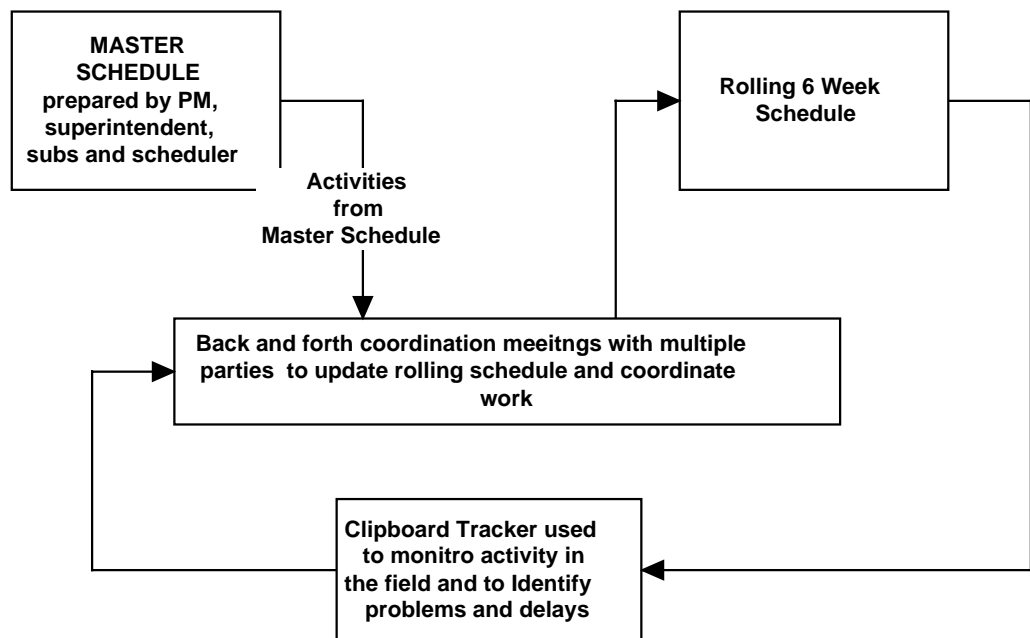 MASTER
SCHEDULE
prepared by PM,
superintendent,
subs and scheduler
Rolling 6 Week
Schedule
Activities
from
Master Schedule
Back and forth coordination meeitngs with multiple
parties to update rolling schedule and coordinate
work
Clipboard Tracker used
to monitro activity in
the field and to Identify
problems and delays